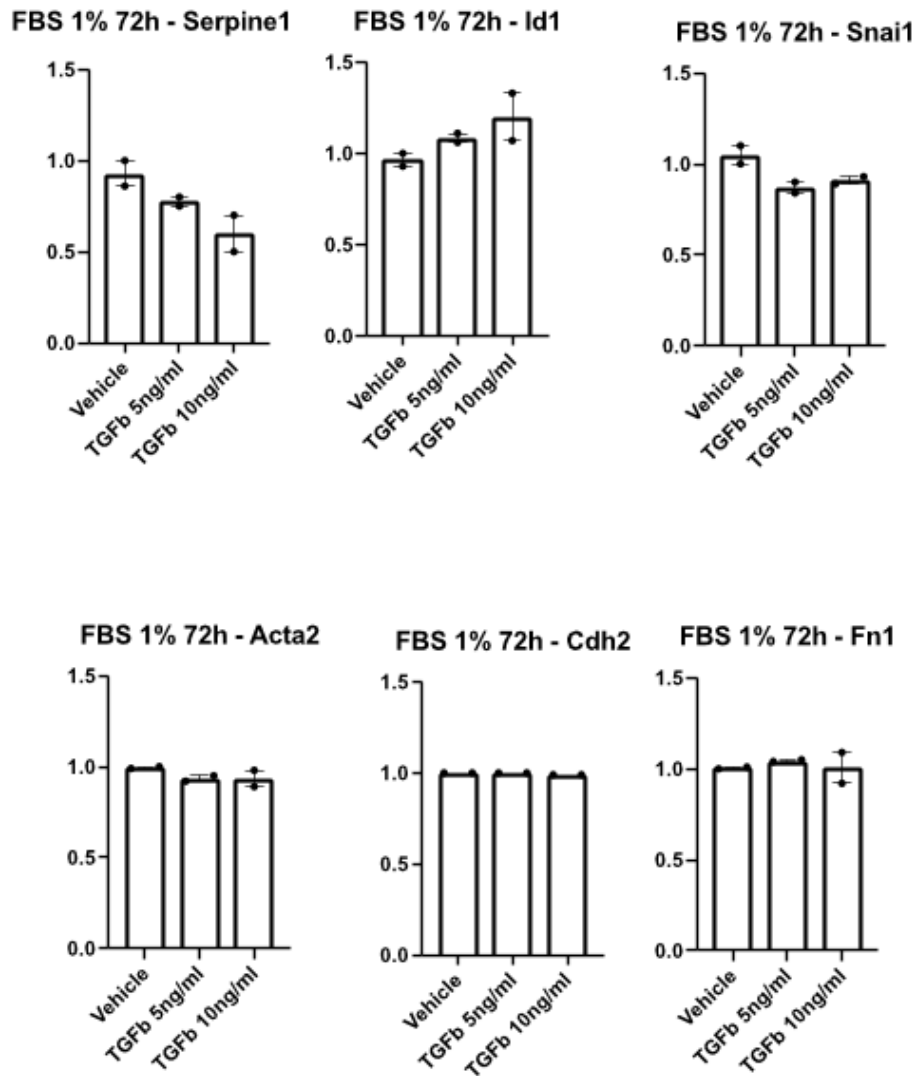 FBS 1% 72h - Serpine1
1.5
1.0
0.5
0.0
Vehicle
TGFb 5ng/ml
TGFb 10ng/ml
FBS 1% 72h - Id1
1.5
1.0
0.5
0.0
Vehicle
TGFb 5ng/ml
TGFb 10ng/ml
FBS 1% 72h - Snai1
1.5
1.0
0.5
0.0
Vehicle
TGFb 5ng/ml
TGFb 10ng/ml
FBS 1% 72h - Acta2
1.5
1.0
0.5
0.0
Vehicle
TGFb 5ng/ml
TGFb 10ng/ml
FBS 1% 72h - Cdh2
1.5
1.0
0.5
0.0
Vehicle
TGFb 5ng/ml
TGFb 10ng/ml
FBS 1% 72h - Fn1
1.5
1.0
0.5
0.0
Vehicle
TGFb 5ng/ml
TGFb 10ng/ml